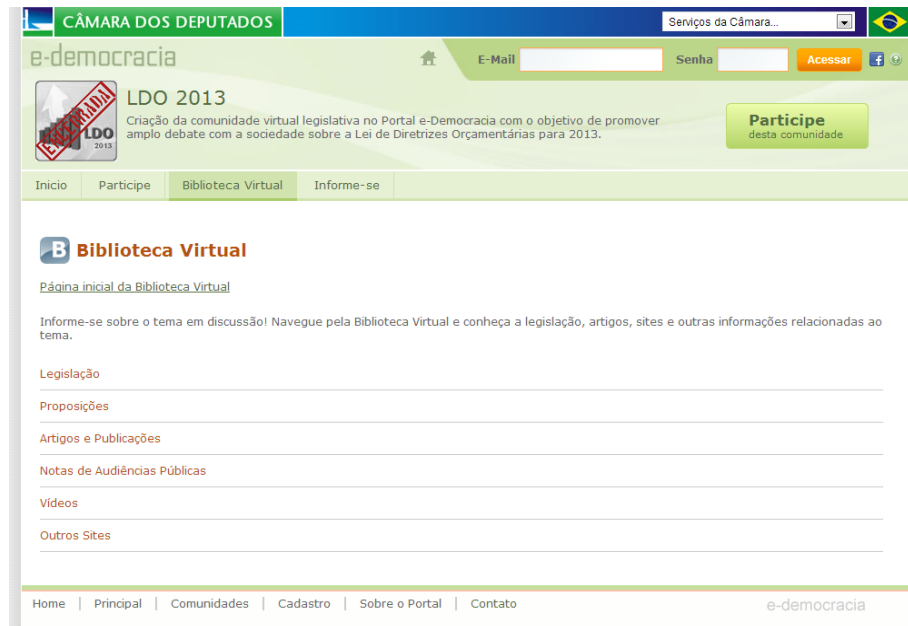 CÂMARA DOS DEPUTADOS
Serviços da Câmara...
e-democracia
E-Mail
Senha
Acessar
LDO 2013
Criação da comunidade virtual legislativa no Portal e-Democracia com o objetivo de promover
amplo debate com a sociedade sobre a Lei de Diretrizes Orçamentárias para 2013.
ENCERRADA
LDO
2013
Participe
desta comunidade
Inicio
Participe
Biblioteca Virtual
Informe-se
B
Biblioteca Virtual
Página inicial da Biblioteca Virtual
Informe-se sobre o tema em discussão! Navegue pela Biblioteca Virtual e conheça a legislação, artigos, sites e outras informações relacionadas ao
tema.
Legislação
Proposições
Artigos e Publicações
Notas de Audiências Públicas
Vídeos
Outros Sites
Home | Principal | Comunidades | Cadastro | Sobre o Portal | Contato
e-democracia